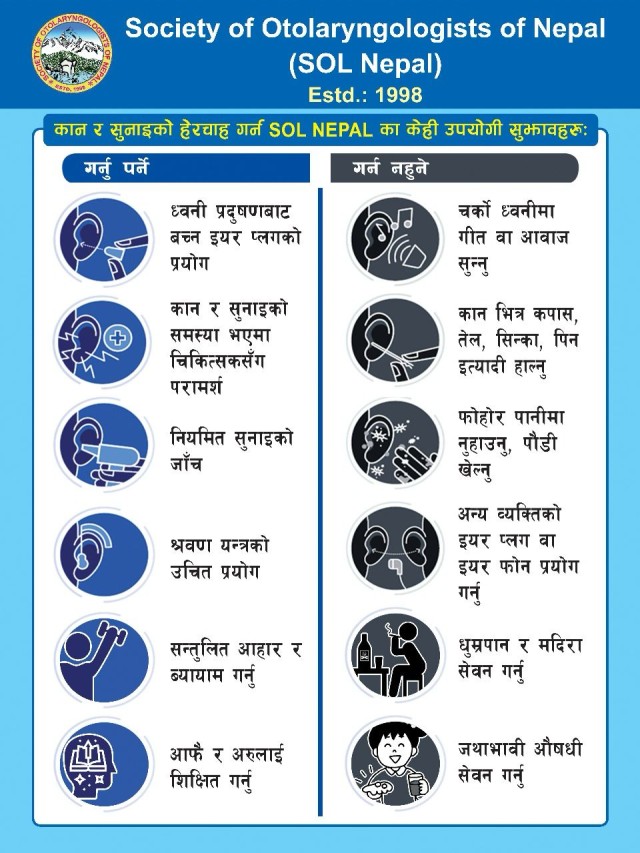 Society of Otolaryngologists of Nepal
(SOL Nepal)
Estd.: 1998
SOCIETY OF OTOLARYNGOLOGISTS OF NEPAL
ESTD. 1998
कान र सुनाइको हेरचाह गर्न SOL NEPAL का केही उपयोगी सुझावहरू:
गर्नु पर्ने
ध्वनी प्रदुषणबाट
बच्न इयर प्लगको
प्रयोग
कान र सुनाइको
समस्या भएमा
चिकित्सकसँग
परामर्श
नियमित सुनाइको
जाँच
श्रवण यन्त्रको
उचित प्रयोग
सन्तुलित आहार र
ब्यायाम गर्नु
आफै र अरुलाई
शिक्षित गर्नु
गर्न नहुने
चर्को ध्वनीमा
गीत वा आवाज
सुन्नु
कान भित्र कपास,
तेल, सिन्का, पिन
इत्यादी हाल्नु
फोहोर पानीमा
नुहाउनु, पौडी
खेल्नु
अन्य ब्यक्तिको
इयर प्लग वा
इयर फोन प्रयोग
गर्नु
धुम्रपान र मदिरा
सेवन गर्नु
जथाभावी औषधी
सेवन गर्नु